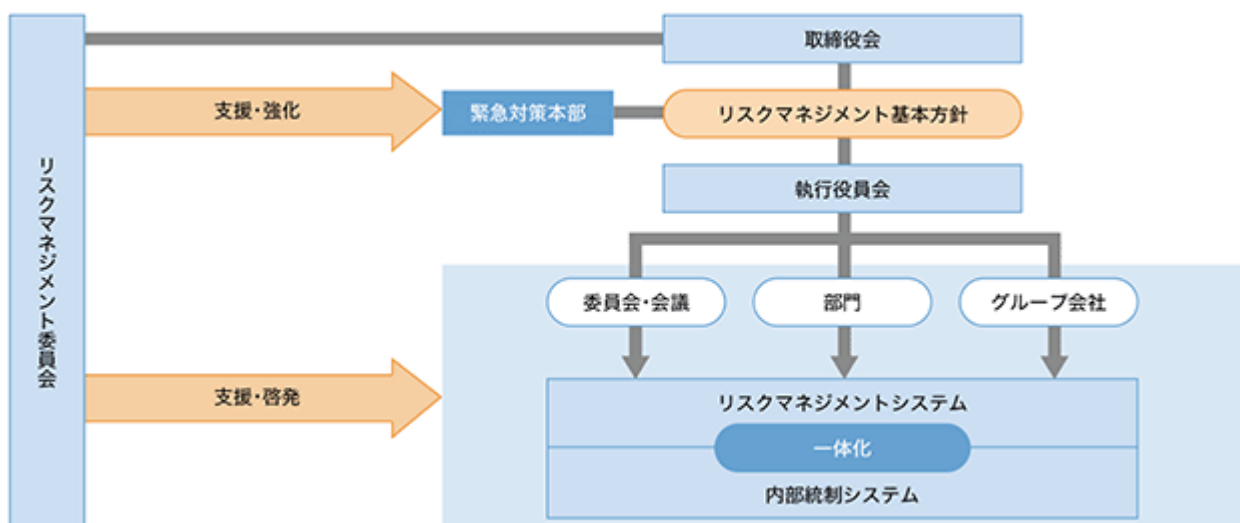 リスクマネジメント委員会
取締役会
支援・強化
緊急対策本部
リスクマネジメント基本方針
執行役員会
委員会・会議
部門
グループ会社
支援・啓発
リスクマネジメントシステム
一体化
内部統制システム